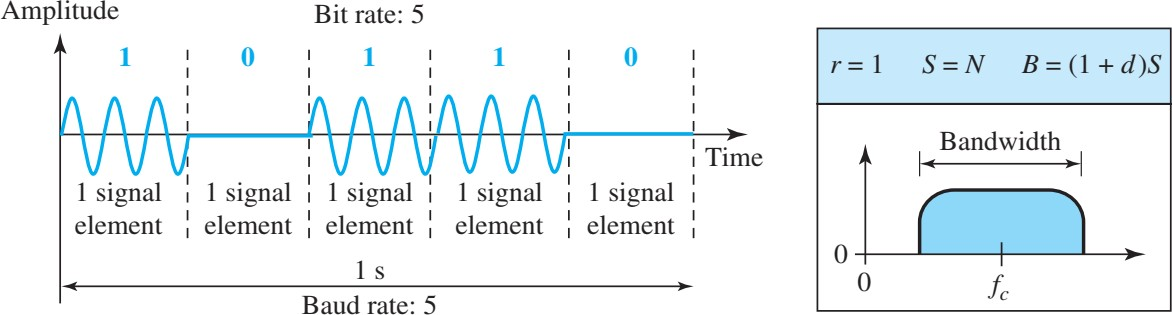 Amplitude
Bit rate: 5
1 0 1 1 0
Time
1 signal element
1 signal element
1 signal element
1 signal element
1 signal element
1 s
Baud rate: 5
r = 1 S = N B = (1 + d)S
Bandwidth
0
0
fc